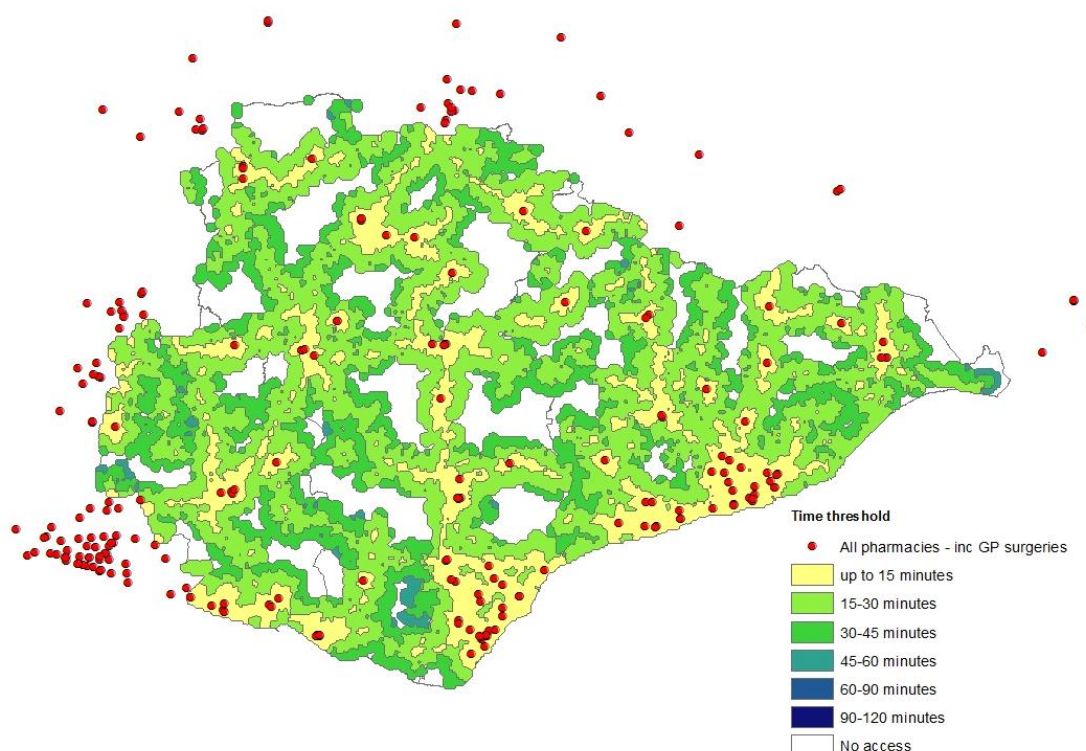 Time threshold
All pharmacies - inc GP surgeries
up to 15 minutes
15-30 minutes
30-45 minutes
45-60 minutes
60-90 minutes
90-120 minutes
No access